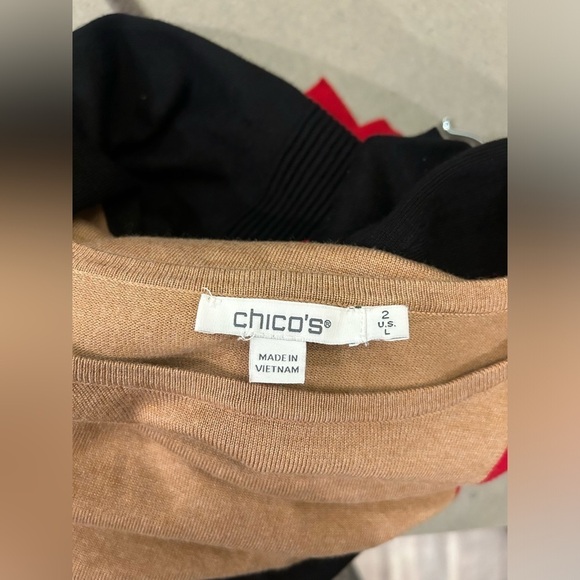 chico's®
2
U.S.
L
MADE IN
VIETNAM